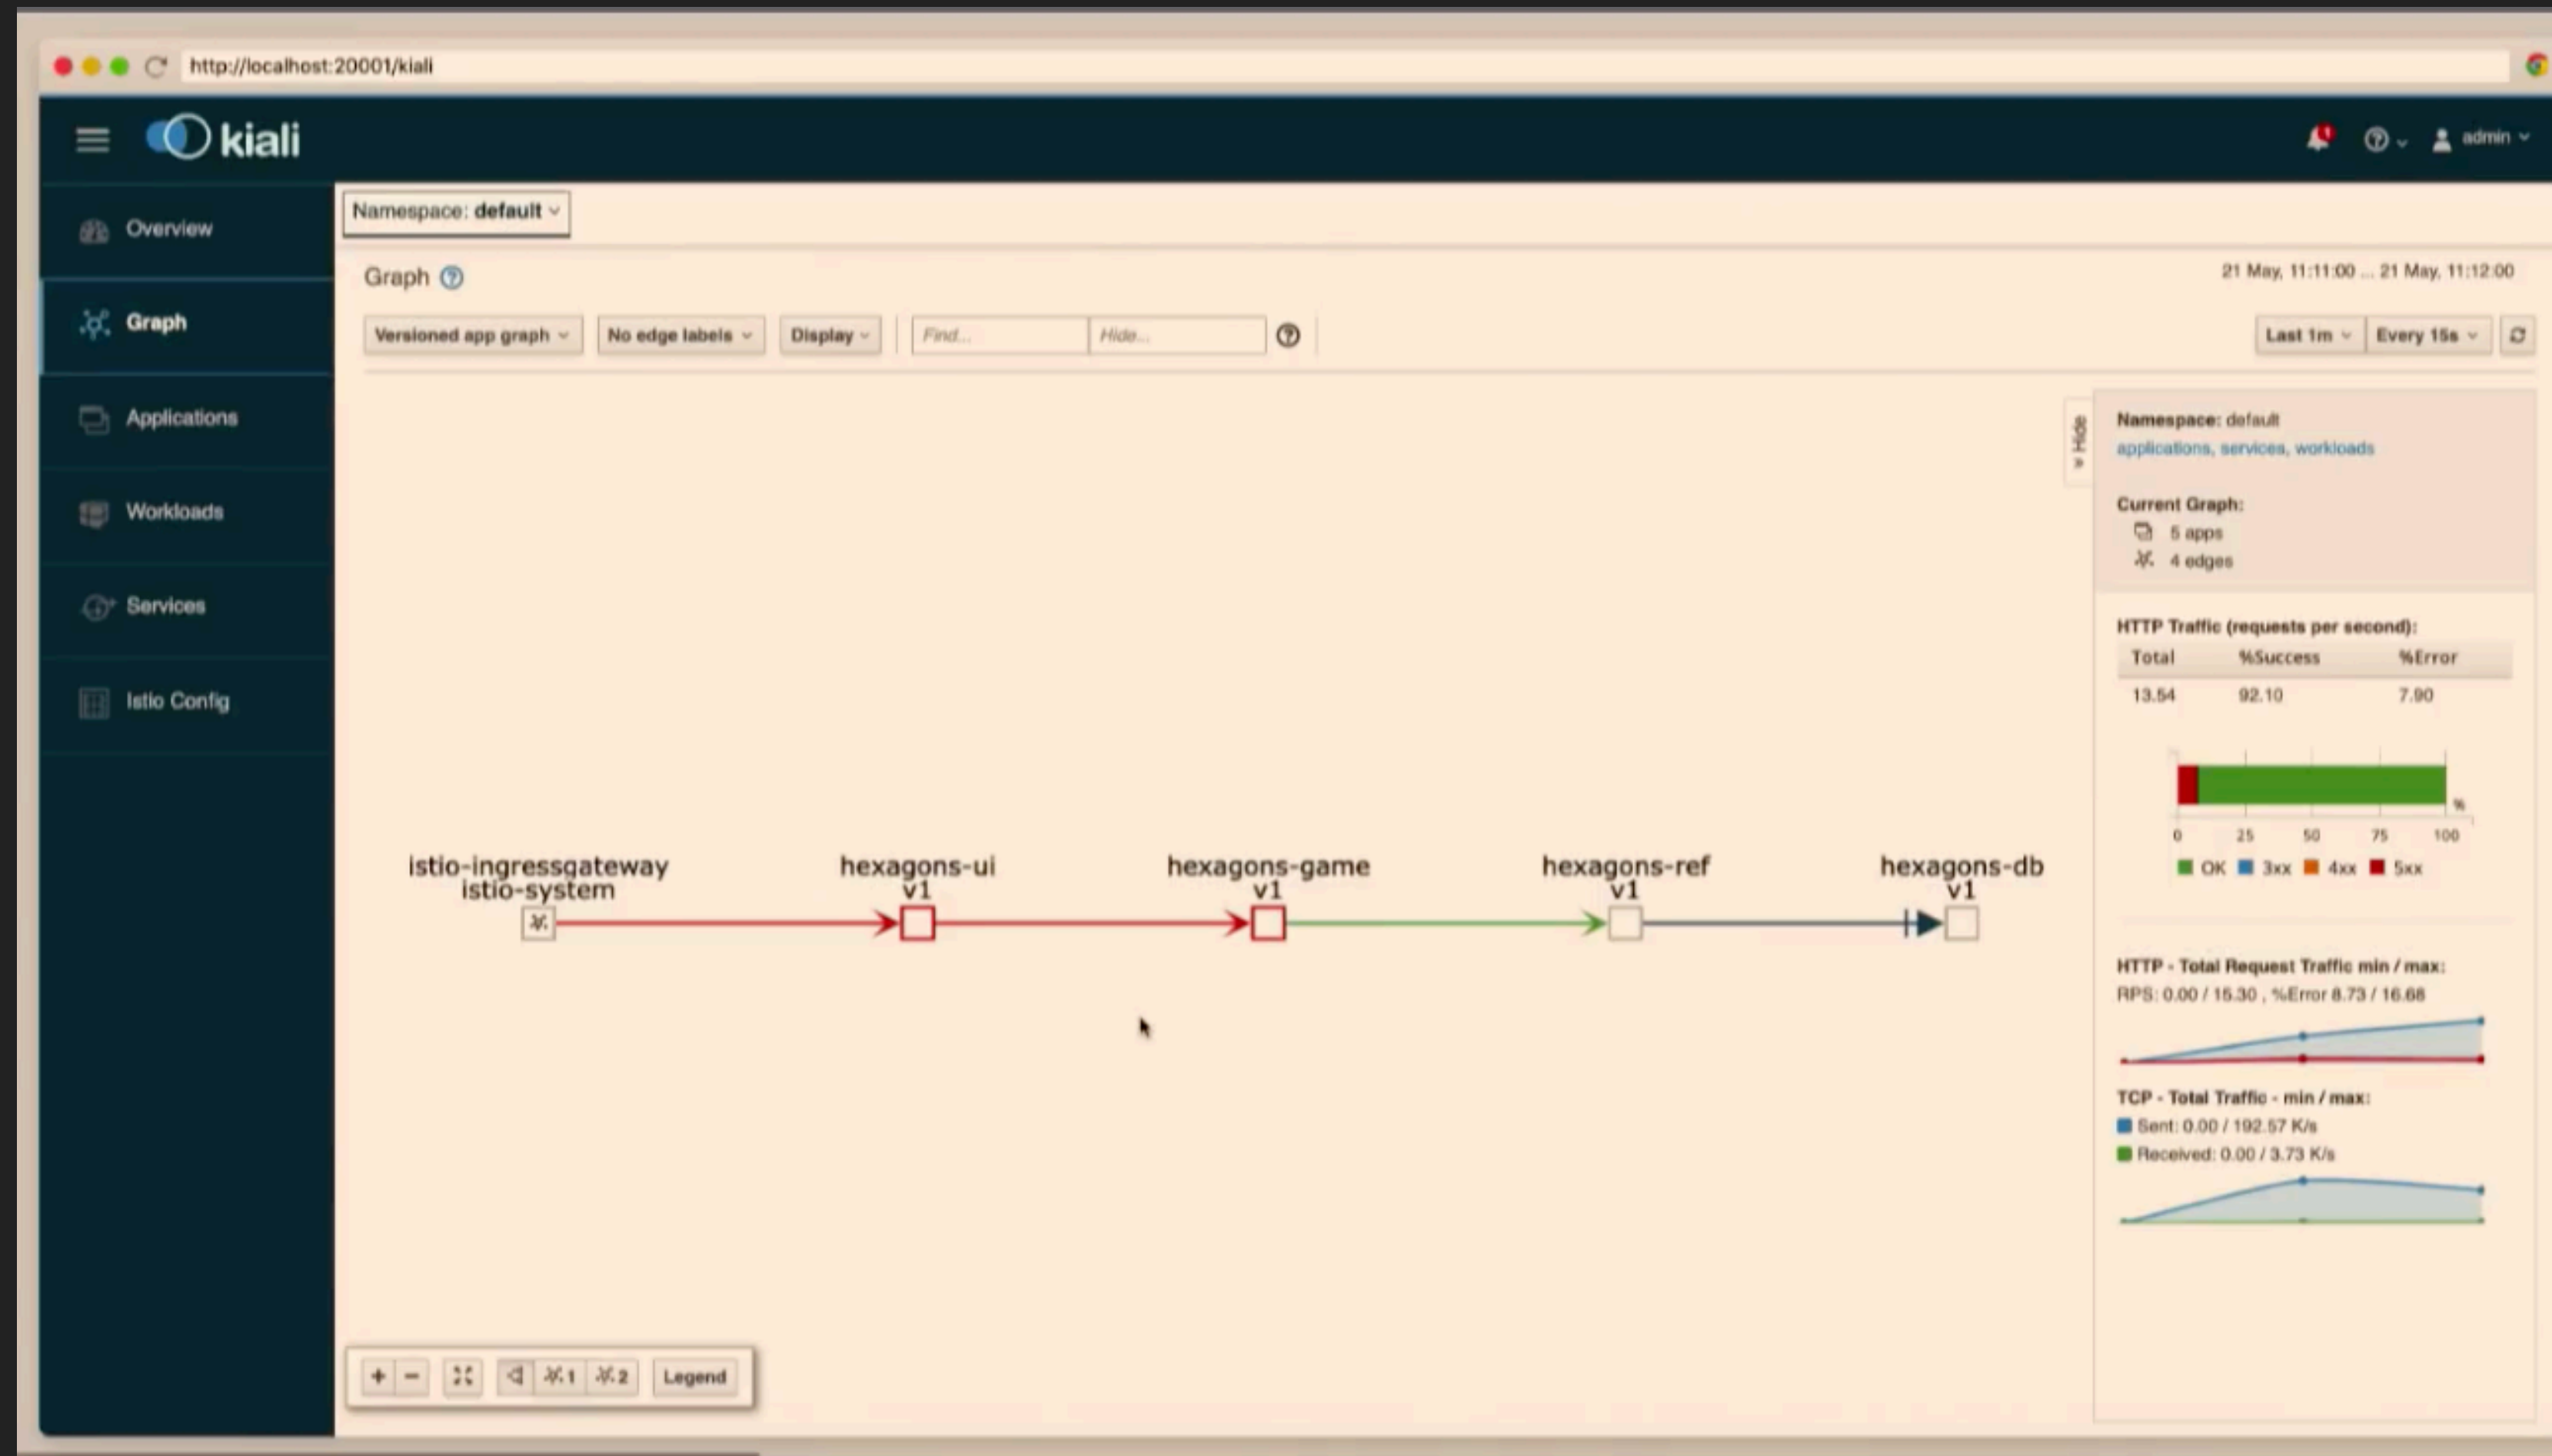 http://localhost:20001/kiali
kiali
1
admin
Overview
Graph
Applications
Workloads
Services
Istio Config
Namespace: default
Graph
21 May, 11:11:00 ... 21 May, 11:12:00
Versioned app graph
No edge labels
Display
Find...
Hide...
Last 1m
Every 15s
Hide
Namespace: default
applications, services, workloads
Current Graph:
5 apps
4 edges
HTTP Traffic (requests per second):
Total %Success %Error
13.54 92.10 7.90
%
0 25 50 75 100
OK 3xx 4xx 5xx
HTTP - Total Request Traffic min / max:
RPS: 0.00 / 15.30 , %Error 8.73 / 16.68
TCP - Total Traffic - min / max:
Sent: 0.00 / 192.57 K/s
Received: 0.00 / 3.73 K/s
istio-ingressgateway
istio-system
hexagons-ui
v1
hexagons-game
v1
hexagons-ref
v1
hexagons-db
v1
+ −
1
2
Legend